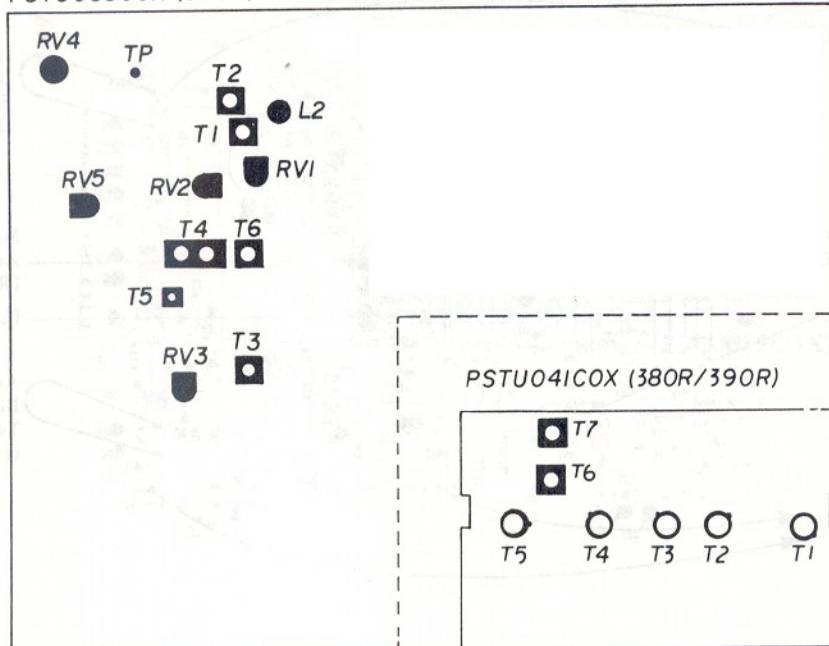 RV4
TP
T2
L2
T1
RV1
RV2
RV5
T4 T6
T5
T3
RV3
PSTU041C0X (380R/390R)
T7
T6
T5 T4 T3 T2 T1